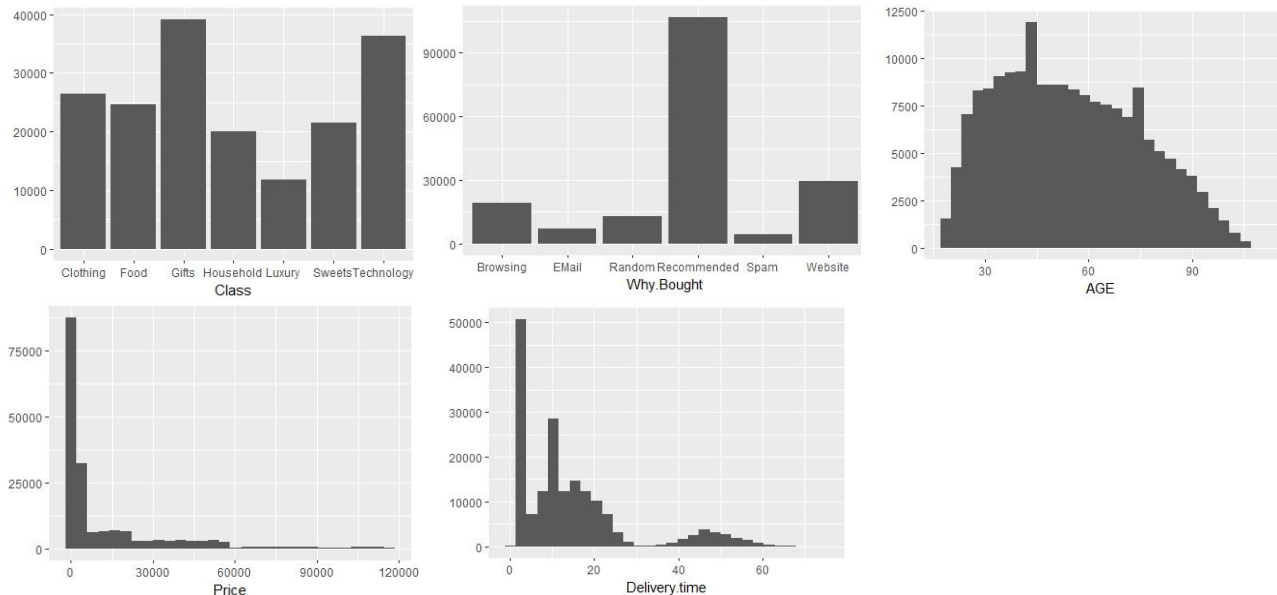 40000
30000
20000
10000
0
Clothing Food Gifts Household Luxury Sweets Technology
Class
90000
60000
30000
0
Browsing EMail Random Recommended Spam Website
Why.Bought
12500
10000
7500
5000
2500
0
30 60 90
AGE
75000
50000
25000
0
0 30000 60000 90000 120000
Price
50000
40000
30000
20000
10000
0
0 20 40 60
Delivery.time